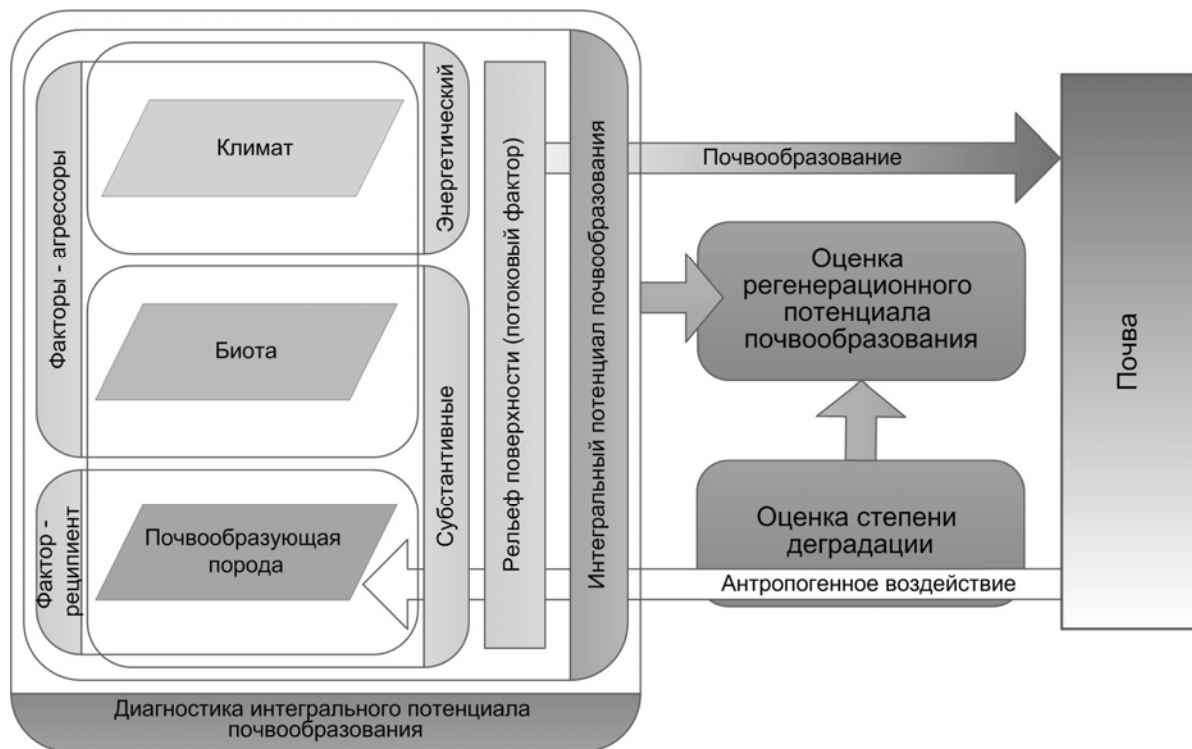 Факторы - агрессоры
Климат
Энергетический
Биота
Фактор -
реципиент
Почвообразующая
порода
Субстантивные
Рельеф поверхности (потоковый фактор)
Интегральный потенциал почвообразования
Диагностика интегрального потенциала
почвообразования
Почвообразование
Оценка
регенерационного
потенциала
почвообразования
Оценка степени
деградации
Антропогенное воздействие
Почва